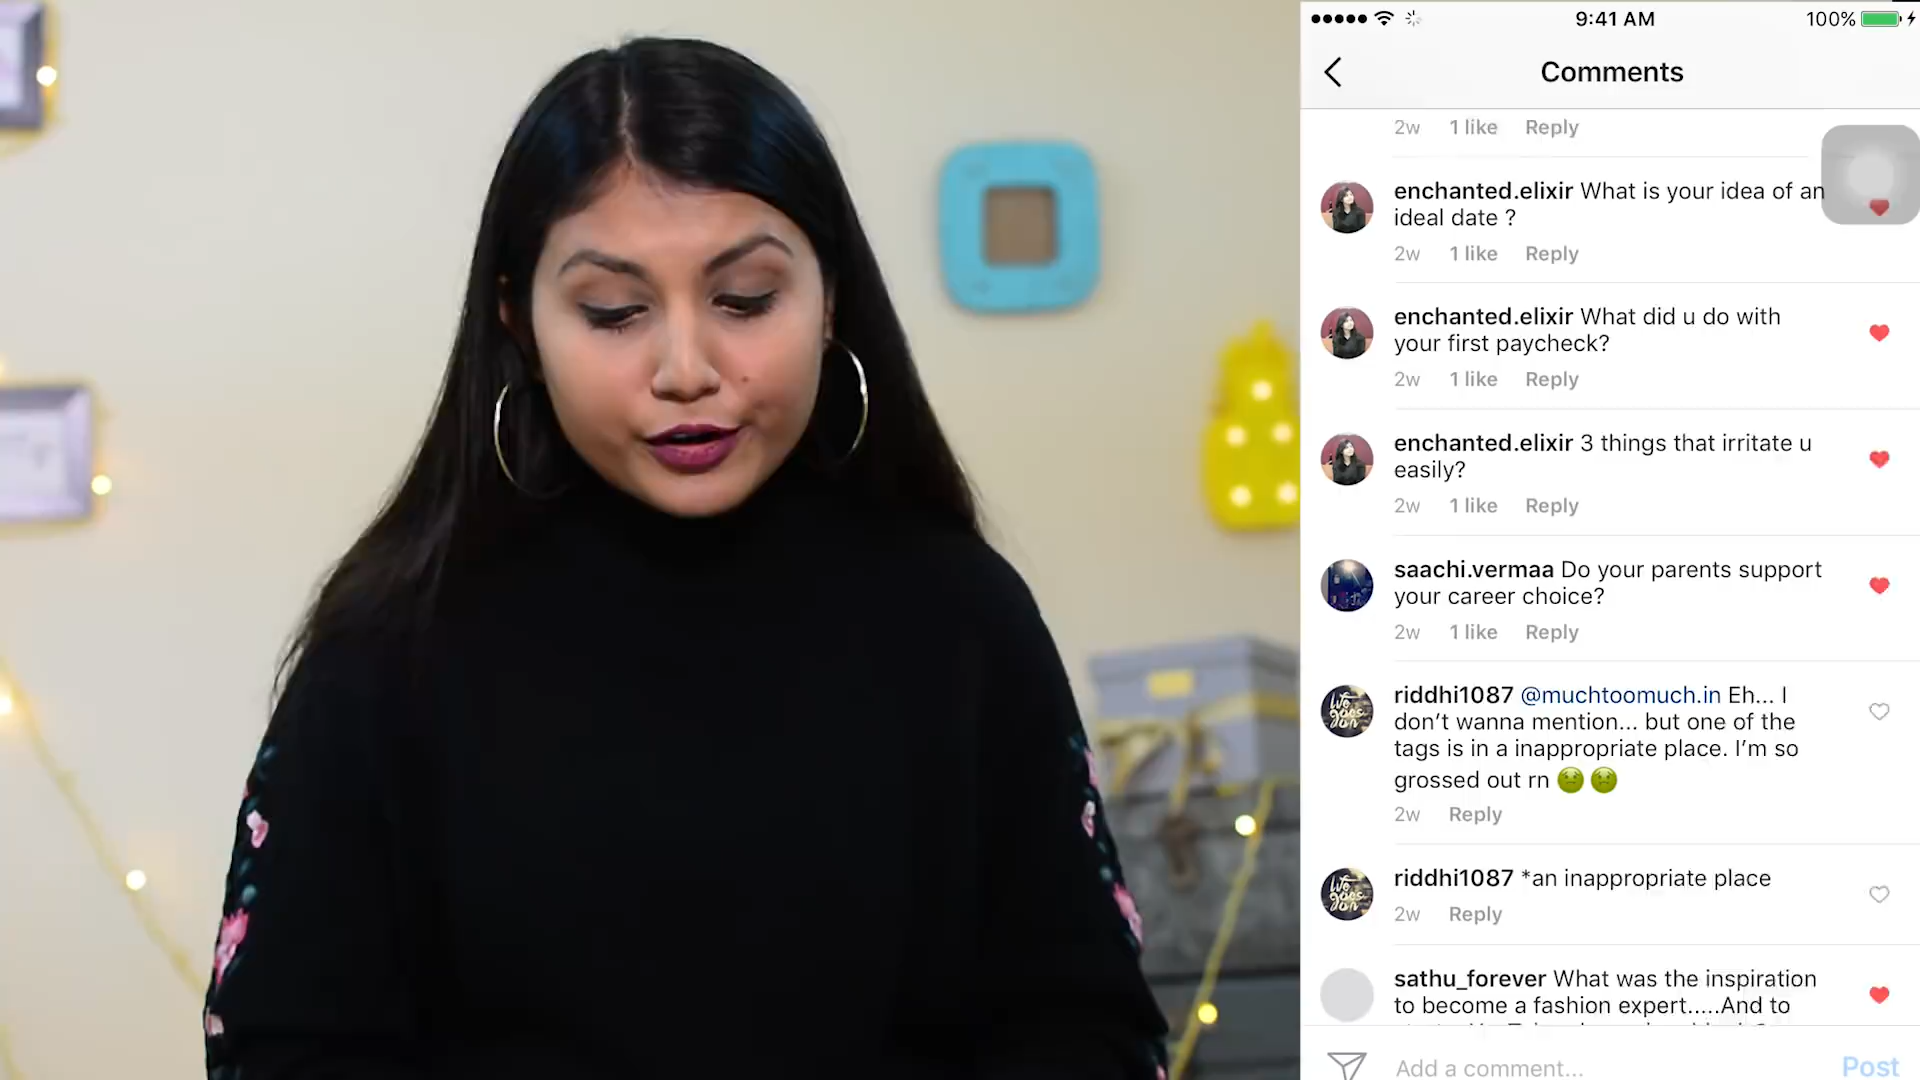 9:41 AM
100%
Comments
2w 1 like Reply
enchanted.elixir What is your idea of an
ideal date ?
2w 1 like Reply
enchanted.elixir What did u do with
your first paycheck?
2w 1 like Reply
enchanted.elixir 3 things that irritate u
easily?
2w 1 like Reply
saachi.vermaa Do your parents support
your career choice?
2w 1 like Reply
riddhi1087 @muchtoomuch.in Eh... I
don't wanna mention... but one of the
tags is in a inappropriate place. I'm so
grossed out rn
2w Reply
riddhi1087 *an inappropriate place
2w Reply
sathu_forever What was the inspiration
to become a fashion expert.....And to
Add a comment...
Post
life
goes
on